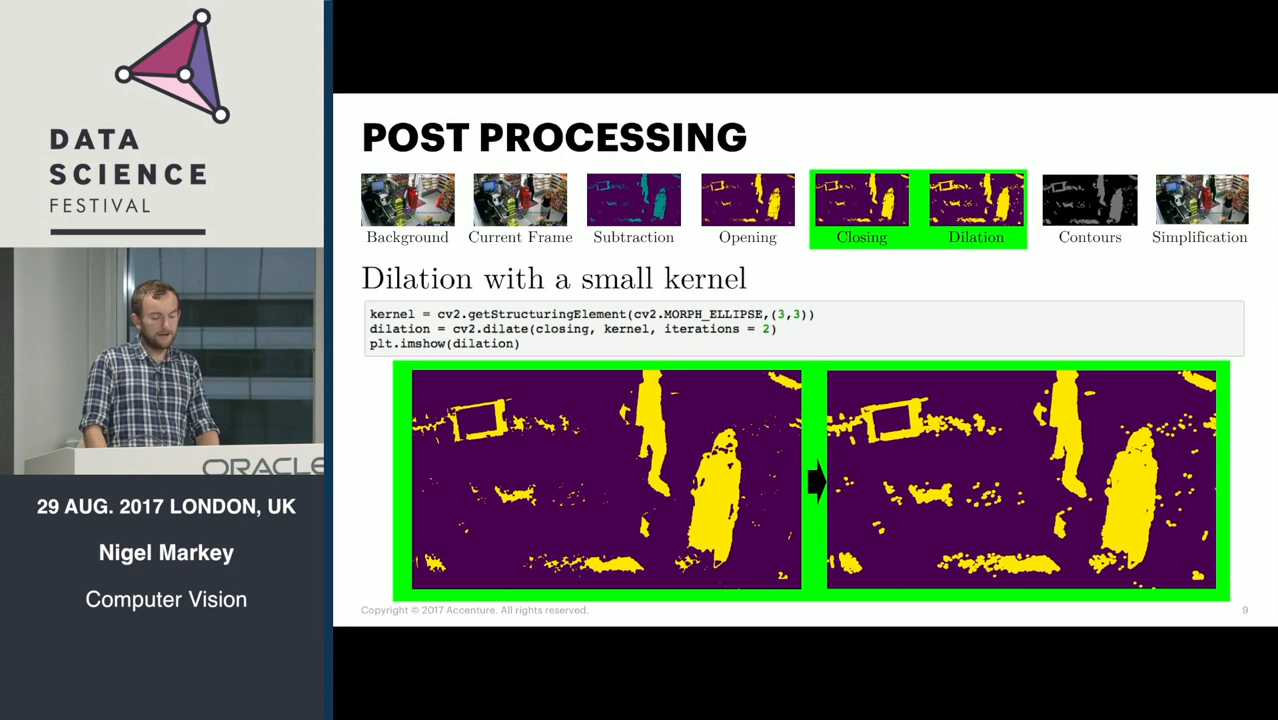 DATA
SCIENCE
FESTIVAL
ORACLE
29 AUG. 2017 LONDON, UK
Nigel Markey
Computer Vision
POST PROCESSING
Background
Current Frame
Subtraction
Opening
Closing
Dilation
Contours
Simplification
Dilation with a small kernel
kernel = cv2.getStructuringElement(cv2.MORPH_ELLIPSE,(3,3))
dilation = cv2.dilate(closing, kernel, iterations = 2)
plt.imshow(dilation)
Copyright © 2017 Accenture. All rights reserved.
9